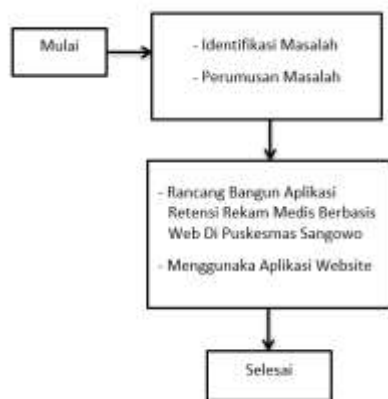 Mulai
- Identifikasi Masalah
- Perumusan Masalah
- Rancang Bangun Aplikasi
Retensi Rekam Medis Berbasis
Web Di Puskesmas Sangowo
- Menggunaka Aplikasi Website
Selesai